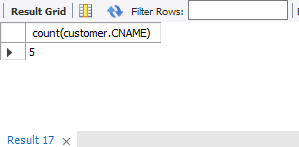 Result Grid Filter Rows:
count(customer.CNAME)
5
Result 17